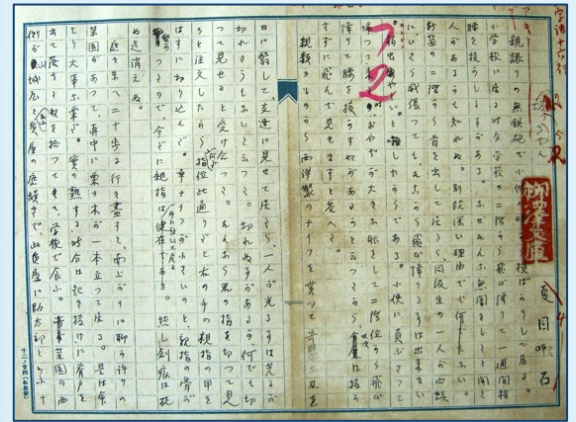 坊っちやん
夏目漱石
親譲りの無鉄砲で小供の 損ばかりして居る。
小学校に居る時分学校の二階から飛び降りて一週間程
腰を抜かした事がある。なぜそんな無闇をしたと聞く
人があるかも知れぬ。別段深い理由でもない。新
築の二階から首を出して居たら、同級生の一人が冗談
にいくら威張つても、そこから飛び降りる事は出来まい
弱虫やーい。と囃したからである。小使に負ぶさつて
帰つて来た時、おやぢが大きな眼をして二階位から飛び
降りて腰を抜かす奴があるかと云つたから、此次は抜か
さずに飛んで見せますと答へた。
親類のものから西洋製のナイフを貰つて奇麗な刃を
日に翳して、友達に見せて居たら、一人が光る事は光るが
切れさうもないと云つた。切れぬ事があるか、何でも切
つて見せると受け合つた。そんなら君の指を切つて見
ろと注文したから、何だ指位此通りだと右の手の親指の甲を
はすに切り込んだ。幸ナイフが小さいのと、親指の骨が
堅かつたので、今だに親指は手に付いて居る。然し創痕は死
ぬ迄消えぬ。
庭を東へ二十歩に行き尽すと、南上がりに聊か許りの
菜園があつて、真中に栗の木が一本立つて居る。是は命
より大事な栗だ。実の熟する時分は起き抜けに脊戸を
出て落ちた奴を拾つてきて、学校で食ふ。菜園の西
側が山城屋と云ふ質屋の庭続きで、此質屋に勘太郎といふ十